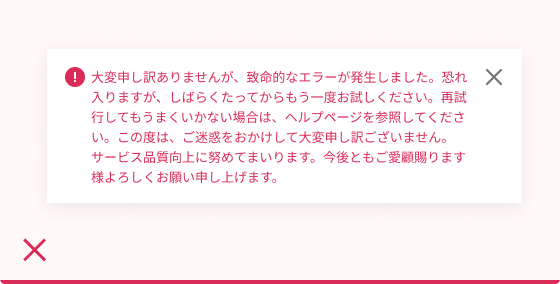 大変申し訳ありませんが、致命的なエラーが発生しました。恐れ
入りますが、しばらくたってからもう一度お試しください。再試
行してもうまくいかない場合は、ヘルプページを参照してくださ
い。この度は、ご迷惑をおかけして大変申し訳ございません。
サービス品質向上に努めてまいります。今後ともご愛顧賜ります
様よろしくお願い申し上げます。